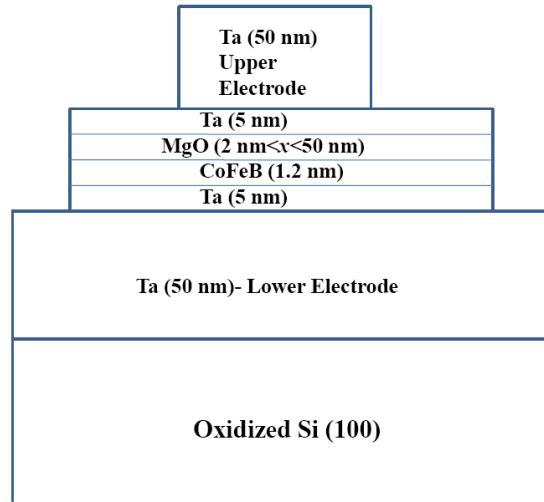 Ta (50 nm)
Upper
Electrode
Ta (5 nm)
MgO (2 nm<x<50 nm)
CoFeB (1.2 nm)
Ta (5 nm)
Ta (50 nm)- Lower Electrode
Oxidized Si (100)